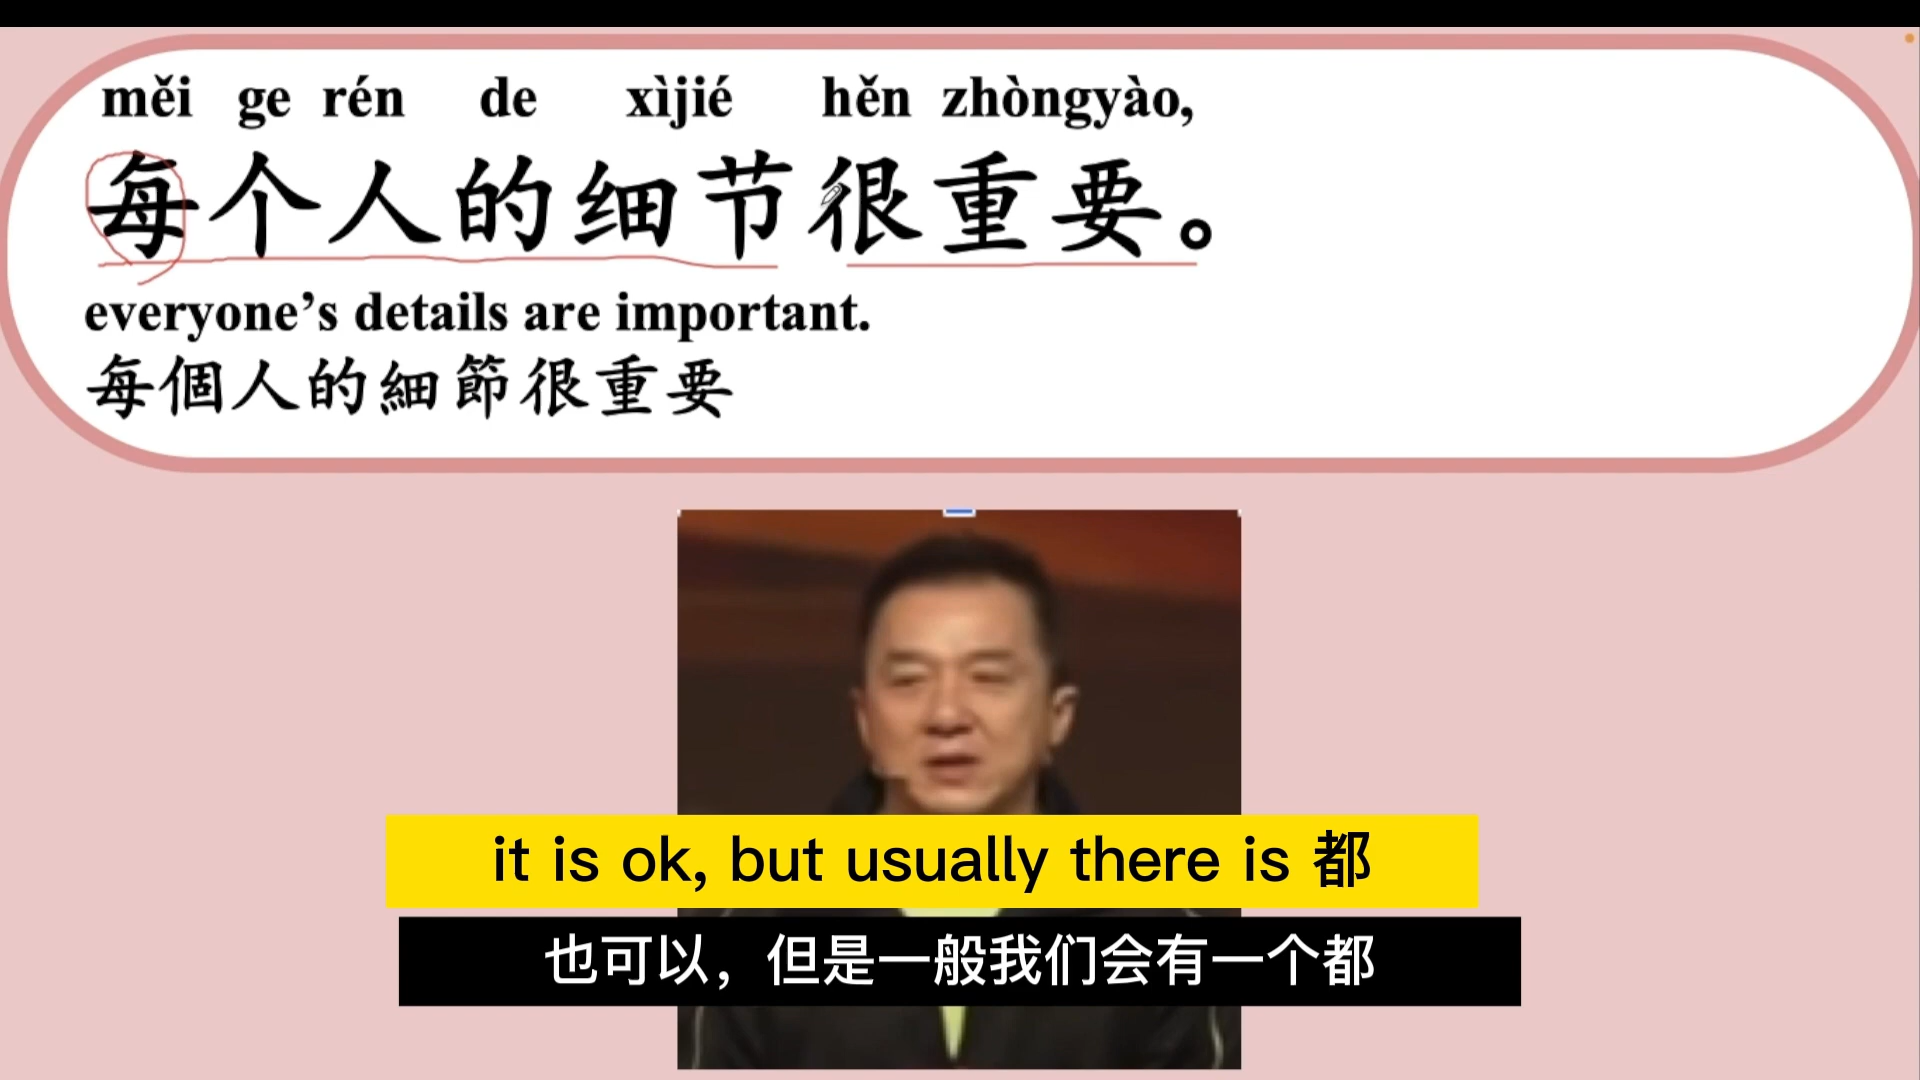 měi ge rén de xìjié hěn zhòngyào,
每个人的细节很重要。
everyone’s details are important.
每個人的細節很重要
it is ok, but usually there is 都
也可以，但是一般我们会有一个都